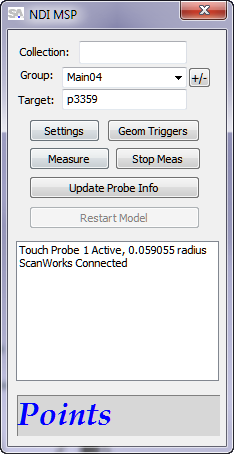 SA NDI MSP
Collection:
Group: Main04 +/-
Target: p3359
Settings Geom Triggers
Measure Stop Meas
Update Probe Info
Restart Model
Touch Probe 1 Active, 0.059055 radius
ScanWorks Connected
Points